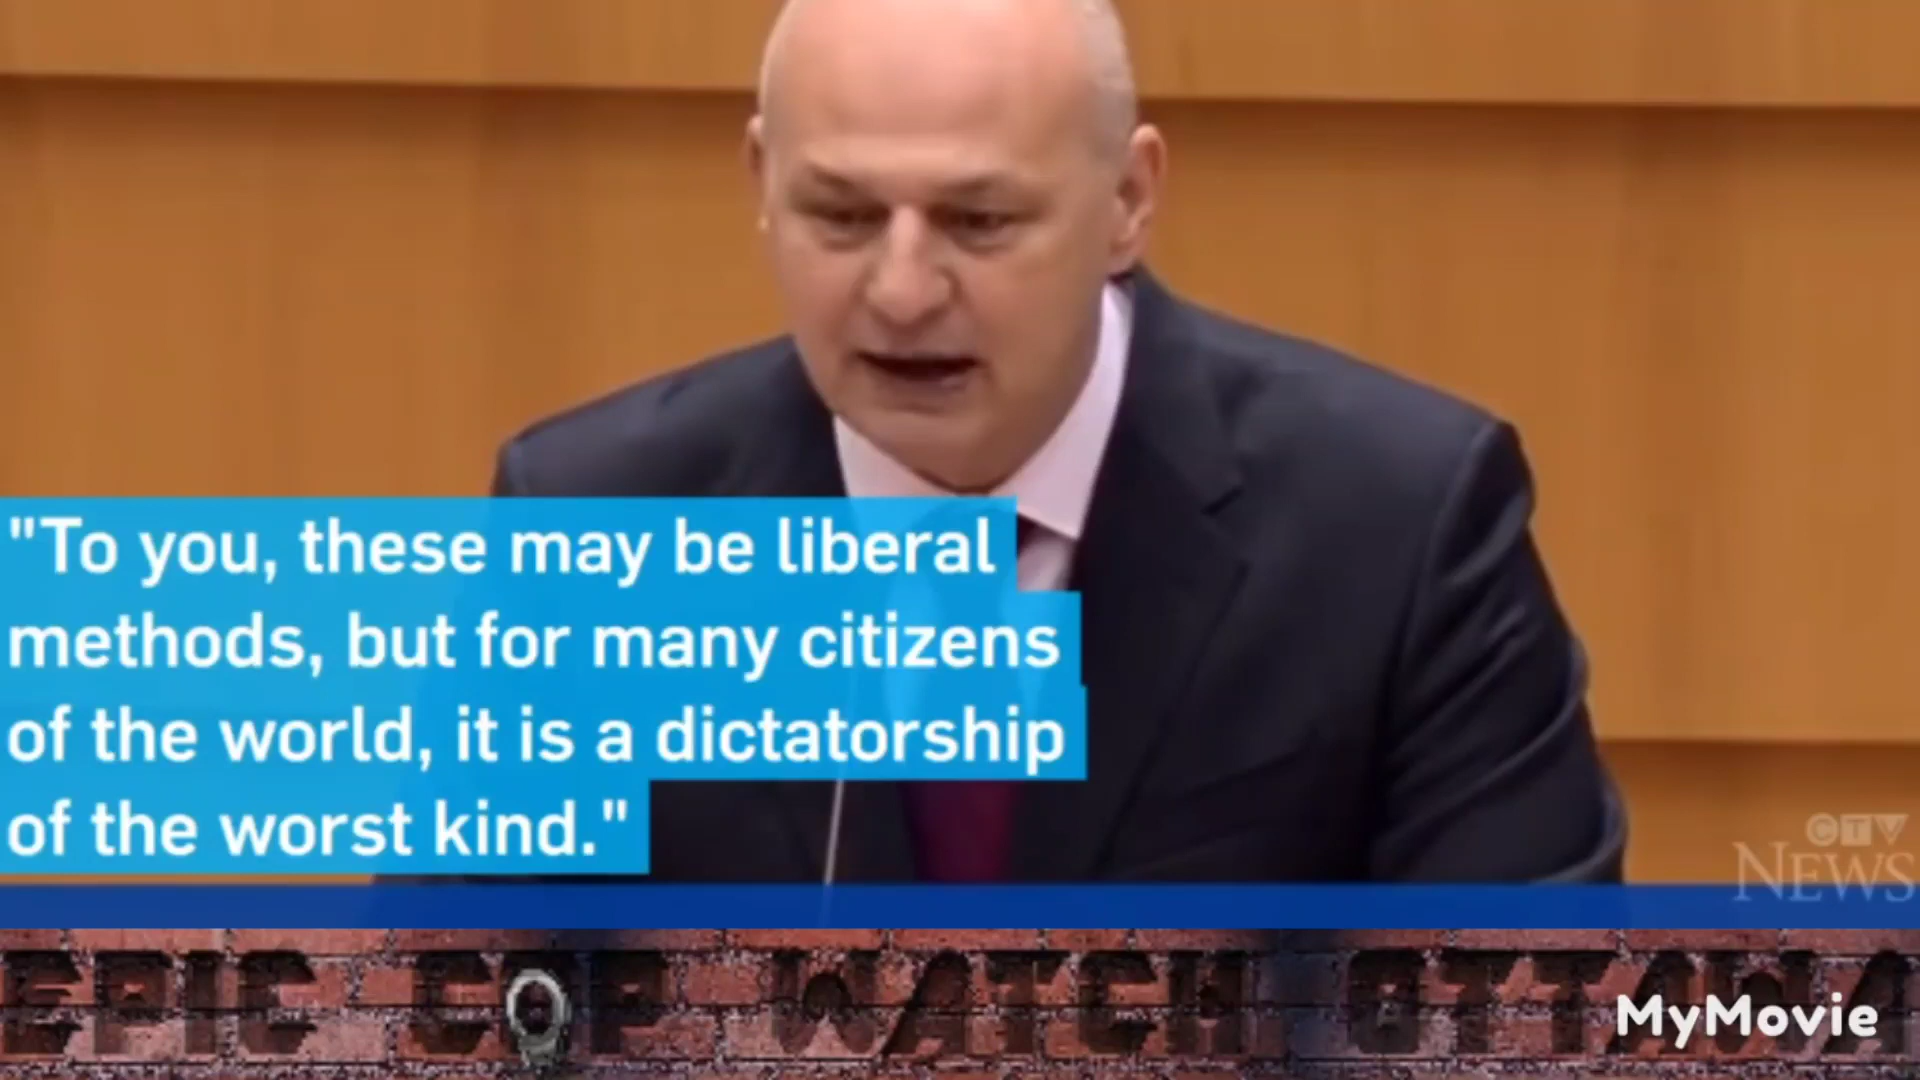 "To you, these may be liberal
methods, but for many citizens
of the world, it is a dictatorship
of the worst kind."
CTV
NEWS
EPIC COP WATCH OTTAWA
MyMovie